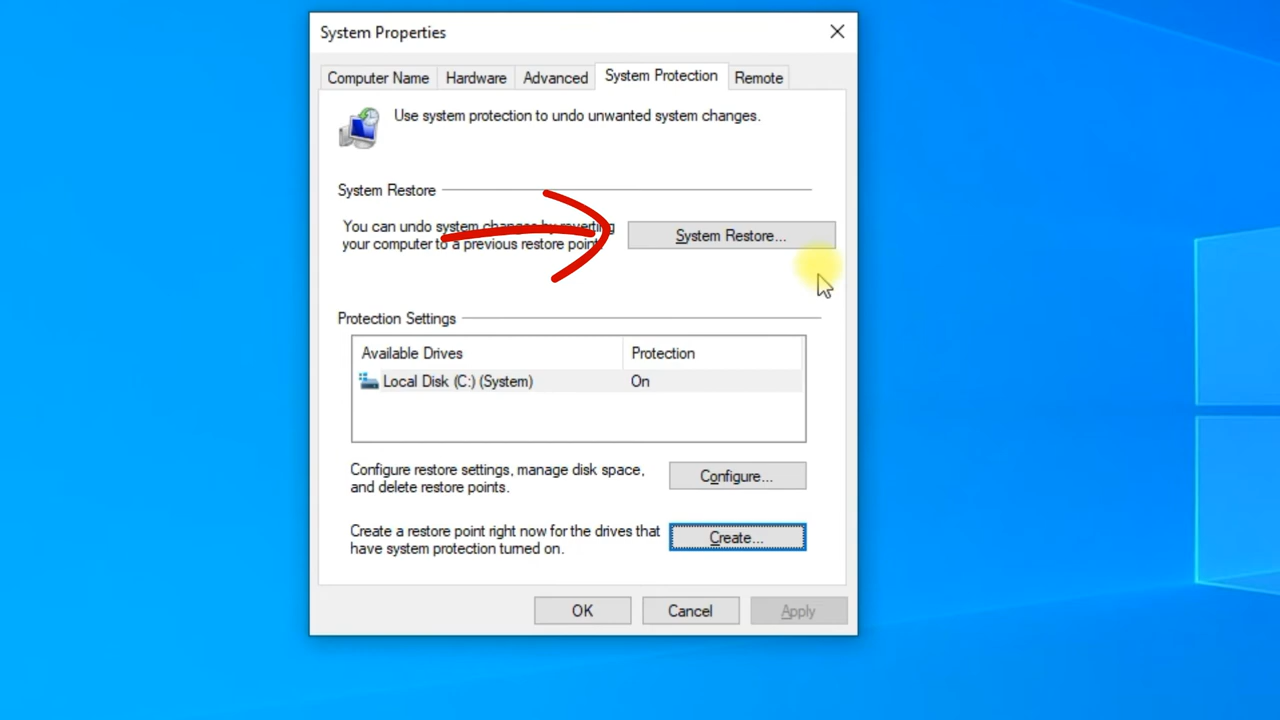 System Properties
Computer Name
Hardware
Advanced
System Protection
Remote
Use system protection to undo unwanted system changes.
System Restore
You can undo system changes by reverting
your computer to a previous restore point.
System Restore...
Protection Settings
Available Drives
Protection
Local Disk (C:) (System)
On
Configure restore settings, manage disk space,
and delete restore points.
Configure...
Create a restore point right now for the drives that
have system protection turned on.
Create...
OK
Cancel
Apply